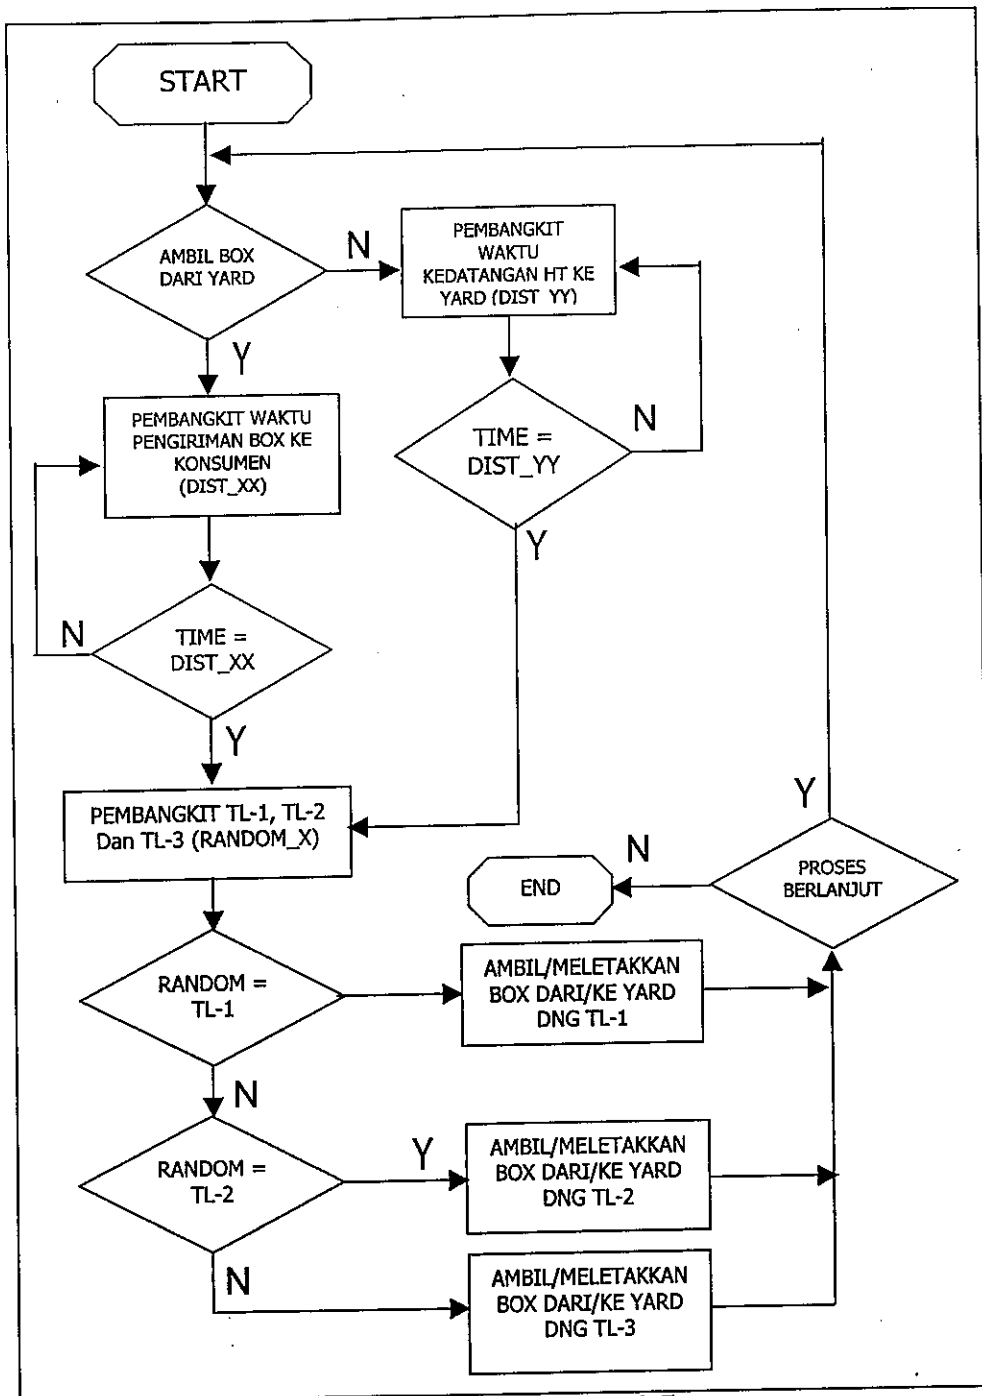 START
AMBIL BOX
DARI YARD
N
PEMBANGKIT
WAKTU
KEDATANGAN HT KE
YARD (DIST_YY)
Y
PEMBANGKIT WAKTU
PENGIRIMAN BOX KE
KONSUMEN
(DIST_XX)
TIME =
DIST_YY
N
Y
N
TIME =
DIST_XX
Y
PEMBANGKIT TL-1, TL-2
Dan TL-3 (RANDOM_X)
Y
PROSES
BERLANJUT
N
END
RANDOM =
TL-1
AMBIL/MELETAKKAN
BOX DARI/KE YARD
DNG TL-1
N
RANDOM =
TL-2
Y
AMBIL/MELETAKKAN
BOX DARI/KE YARD
DNG TL-2
N
AMBIL/MELETAKKAN
BOX DARI/KE YARD
DNG TL-3